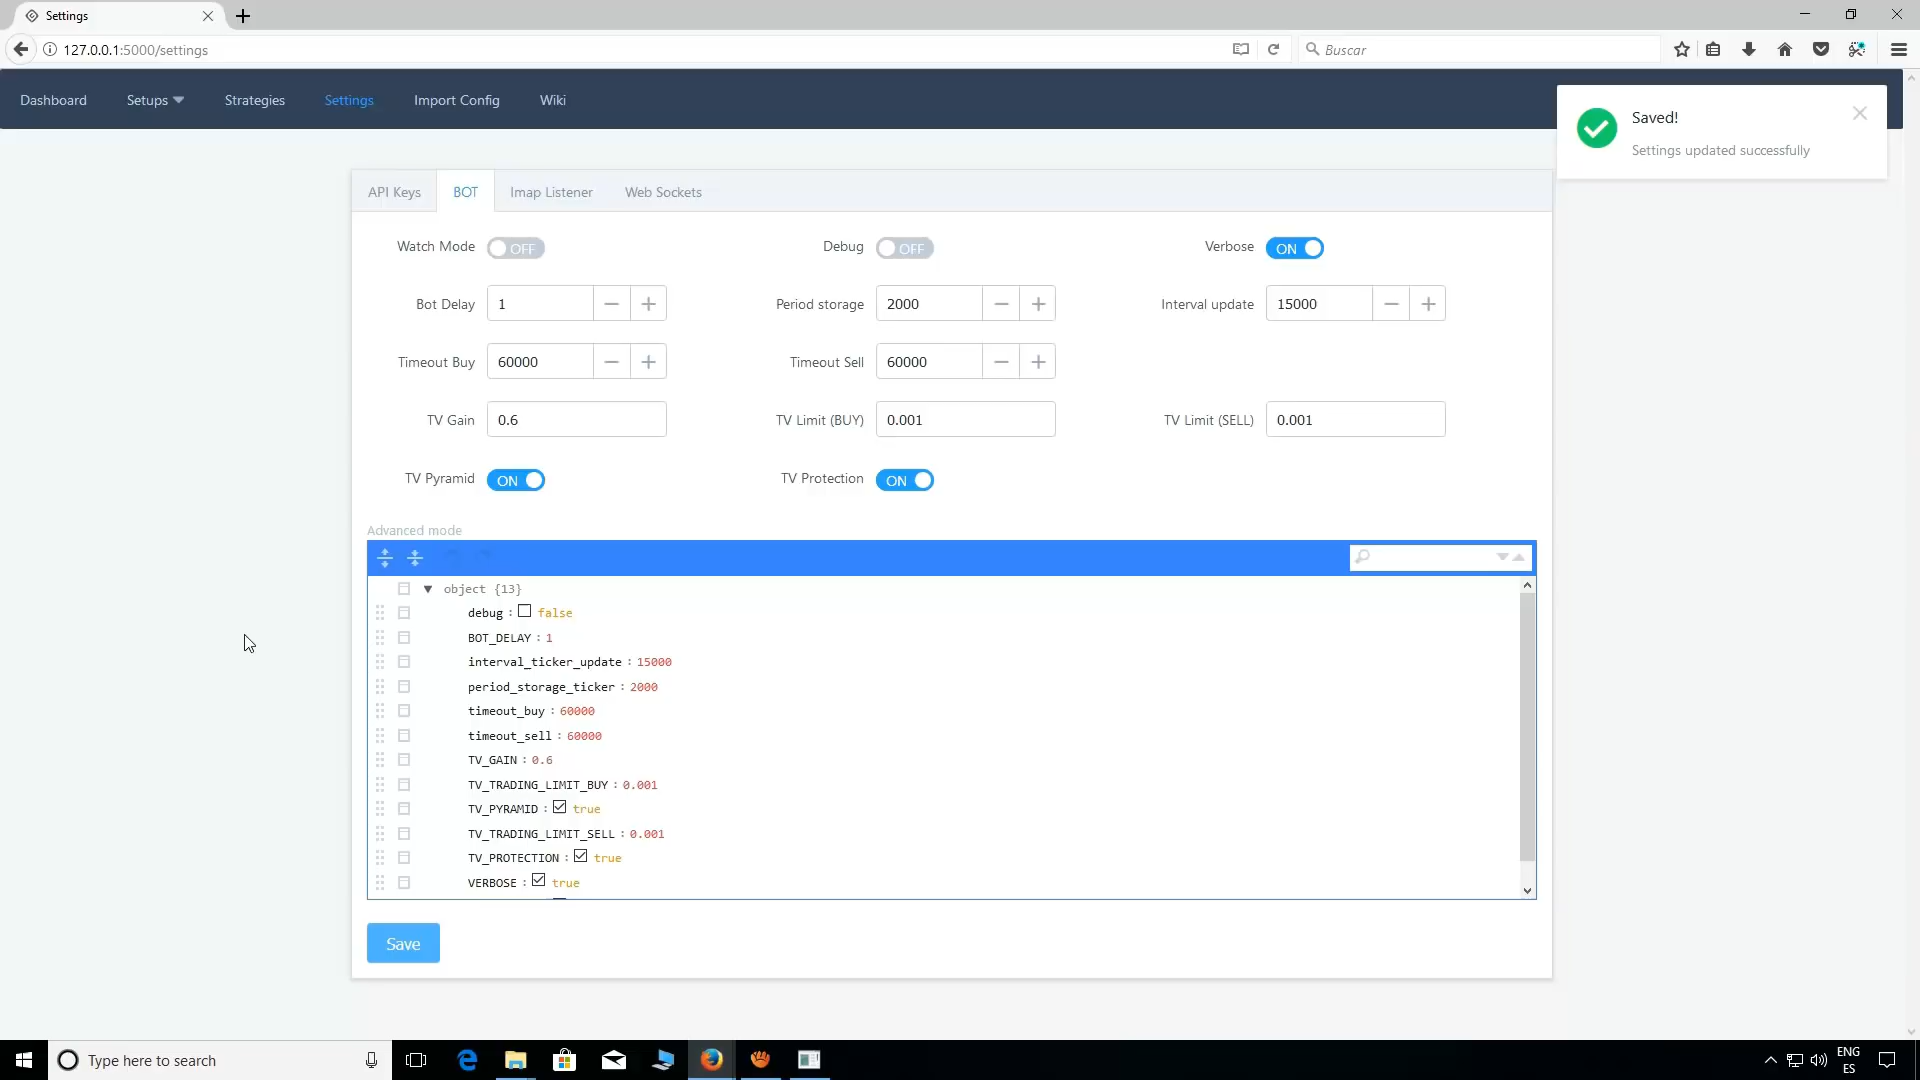 Settings
127.0.0.1:5000/settings
Buscar
Dashboard
Setups
Strategies
Settings
Import Config
Wiki
Saved!
Settings updated successfully
API Keys
BOT
Imap Listener
Web Sockets
Watch Mode OFF
Debug OFF
Verbose ON
Bot Delay 1
Period storage 2000
Interval update 15000
Timeout Buy 60000
Timeout Sell 60000
TV Gain 0.6
TV Limit (BUY) 0.001
TV Limit (SELL) 0.001
TV Pyramid ON
TV Protection ON
Advanced mode
object {13}
debug : false
BOT_DELAY : 1
interval_ticker_update : 15000
period_storage_ticker : 2000
timeout_buy : 60000
timeout_sell : 60000
TV_GAIN : 0.6
TV_TRADING_LIMIT_BUY : 0.001
TV_PYRAMID : true
TV_TRADING_LIMIT_SELL : 0.001
TV_PROTECTION : true
VERBOSE : true
Save
Type here to search
ENG
ES